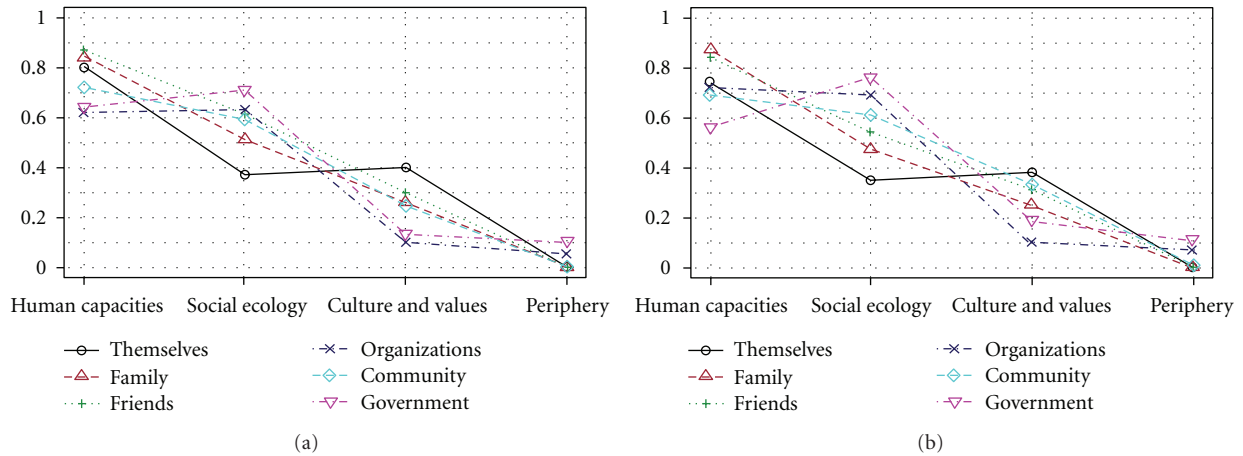 1
0.8
0.6
0.4
0.2
0
Human capacities Social ecology Culture and values Periphery
Themselves Organizations
Family Community
Friends Government
(a)
1
0.8
0.6
0.4
0.2
0
Human capacities Social ecology Culture and values Periphery
Themselves Organizations
Family Community
Friends Government
(b)